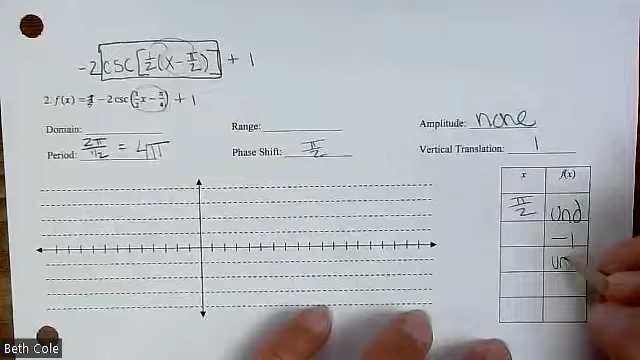 -2 csc[½(x-π/2)] + 1
2. f(x) = - 2 csc(½x - π/4) + 1
Domain:
Range:
Amplitude: none
Period: 2π/½ = 4π
Phase Shift: π/2
Vertical Translation: 1
x f(x)
π/2 und
-1
un
Beth Cole